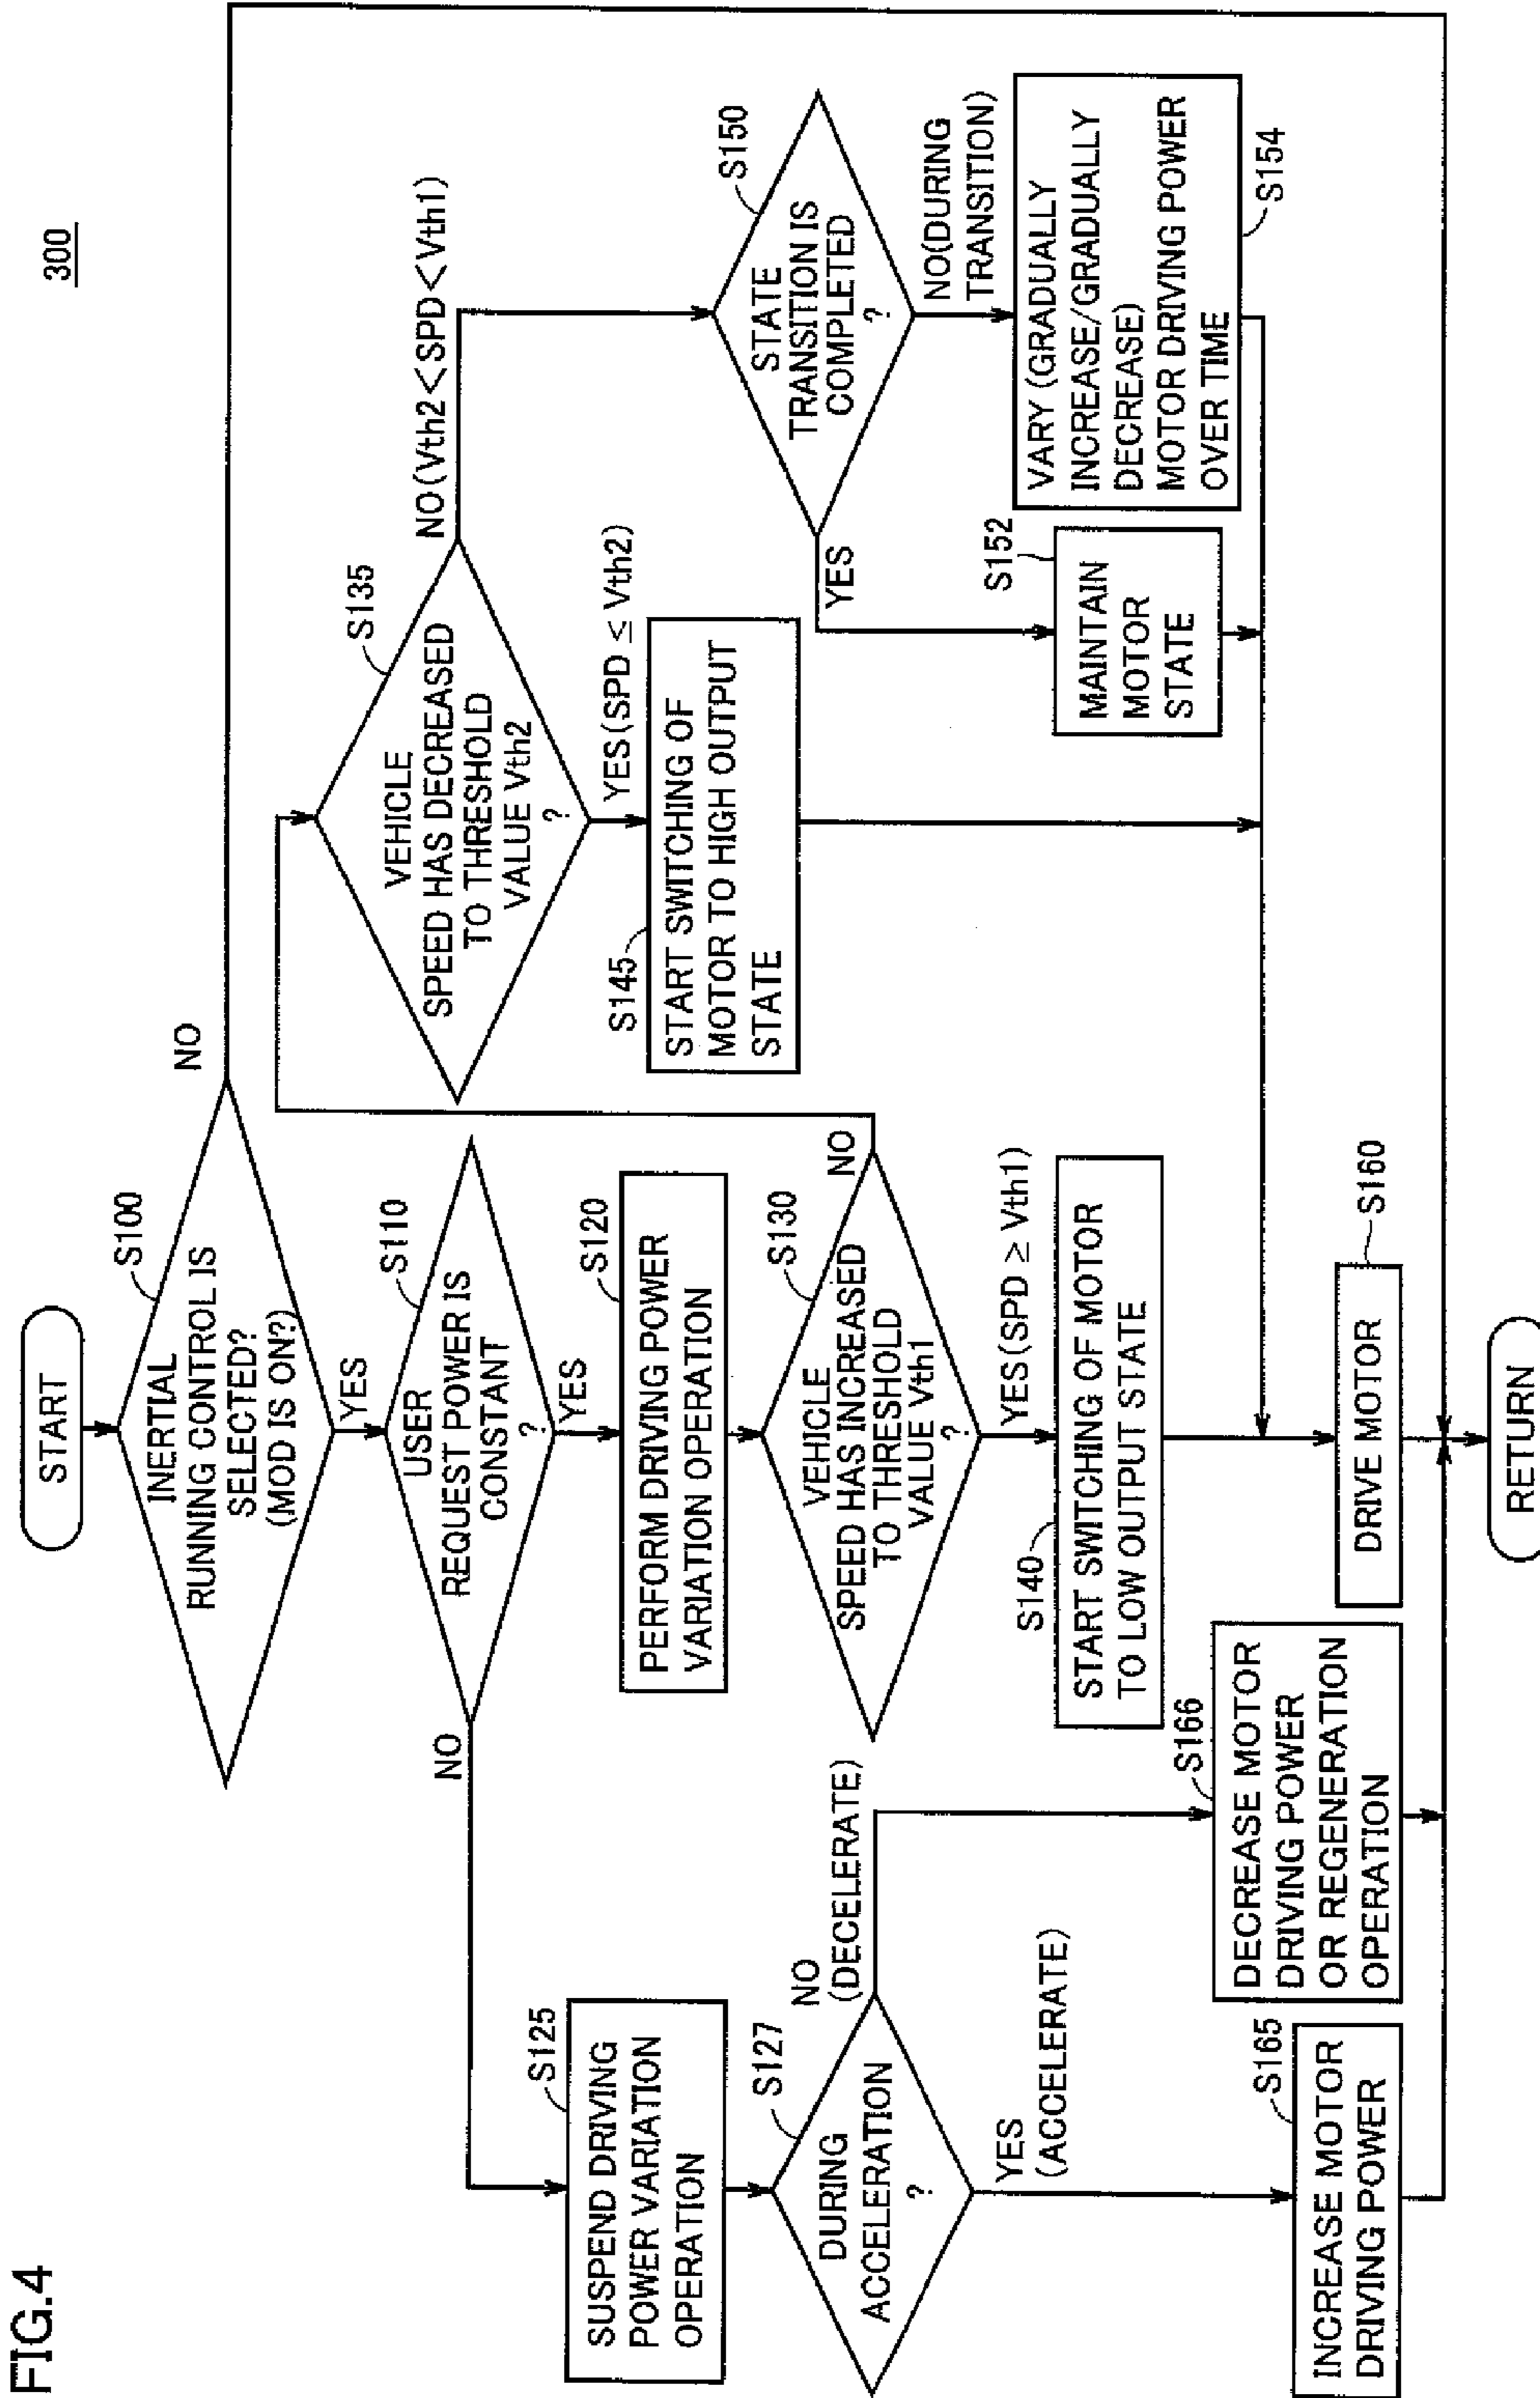 FIG.4
300
START
S100
INERTIAL
RUNNING CONTROL IS
SELECTED?
(MOD IS ON?)
NO
YES
S110
USER
REQUEST POWER IS
CONSTANT
?
NO
YES
S120
PERFORM DRIVING POWER
VARIATION OPERATION
S125
SUSPEND DRIVING
POWER VARIATION
OPERATION
S127
DURING
ACCELERATION
?
NO
(DECELERATE)
YES
(ACCELERATE)
S130
VEHICLE
SPEED HAS INCREASED
TO THRESHOLD
VALUE Vth1
?
NO
YES(SPD ≥ Vth1)
S135
VEHICLE
SPEED HAS DECREASED
TO THRESHOLD
VALUE Vth2
?
NO(Vth2<SPD<Vth1)
YES(SPD ≤ Vth2)
S140
START SWITCHING OF MOTOR
TO LOW OUTPUT STATE
S145
START SWITCHING OF
MOTOR TO HIGH OUTPUT
STATE
S150
STATE
TRANSITION IS
COMPLETED
?
YES
NO(DURING
TRANSITION)
S152
MAINTAIN
MOTOR
STATE
VARY (GRADUALLY
INCREASE/GRADUALLY
DECREASE)
MOTOR DRIVING POWER
OVER TIME
S154
S165
INCREASE MOTOR
DRIVING POWER
S166
DECREASE MOTOR
DRIVING POWER
OR REGENERATION
OPERATION
S160
DRIVE MOTOR
RETURN